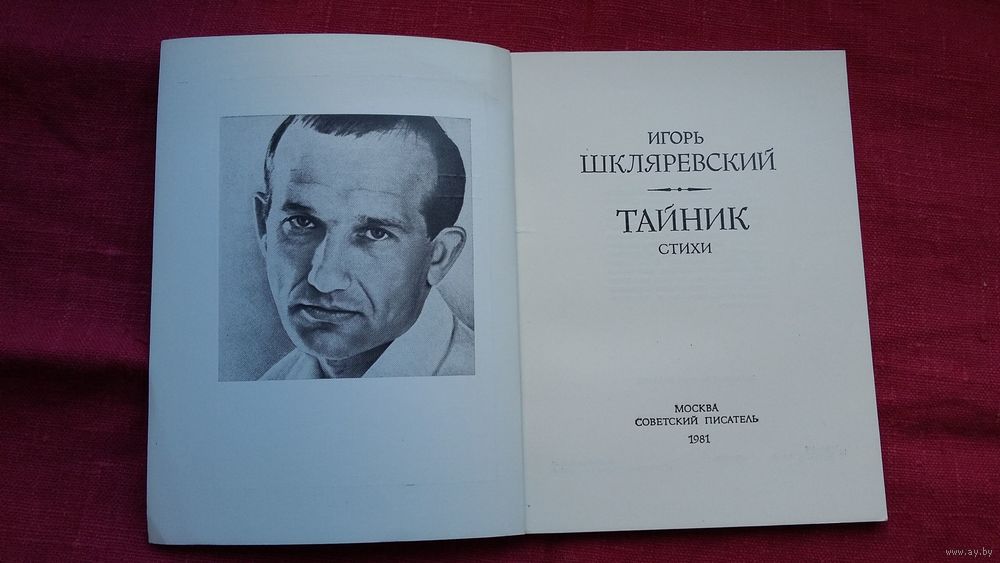 ИГОРЬ
ШКЛЯРЕВСКИЙ
ТАЙНИК
СТИХИ
МОСКВА
СОВЕТСКИЙ ПИСАТЕЛЬ
1981
www.ay.by